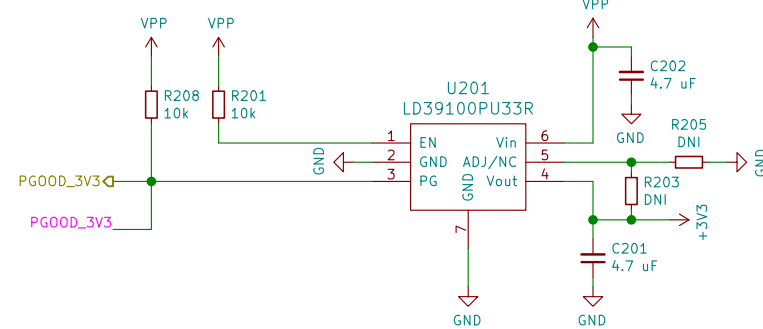 VPP
VPP
VPP
R208
10k
R201
10k
U201
LD39100PU33R
C202
4.7 uF
GND
R205
DNI
GND
1
EN
Vin
6
GND
2
GND
ADJ/NC
5
3
PG
Vout
4
GND
7
PGOOD_3V3
PGOOD_3V3
R203
DNI
+3V3
C201
4.7 uF
GND
GND